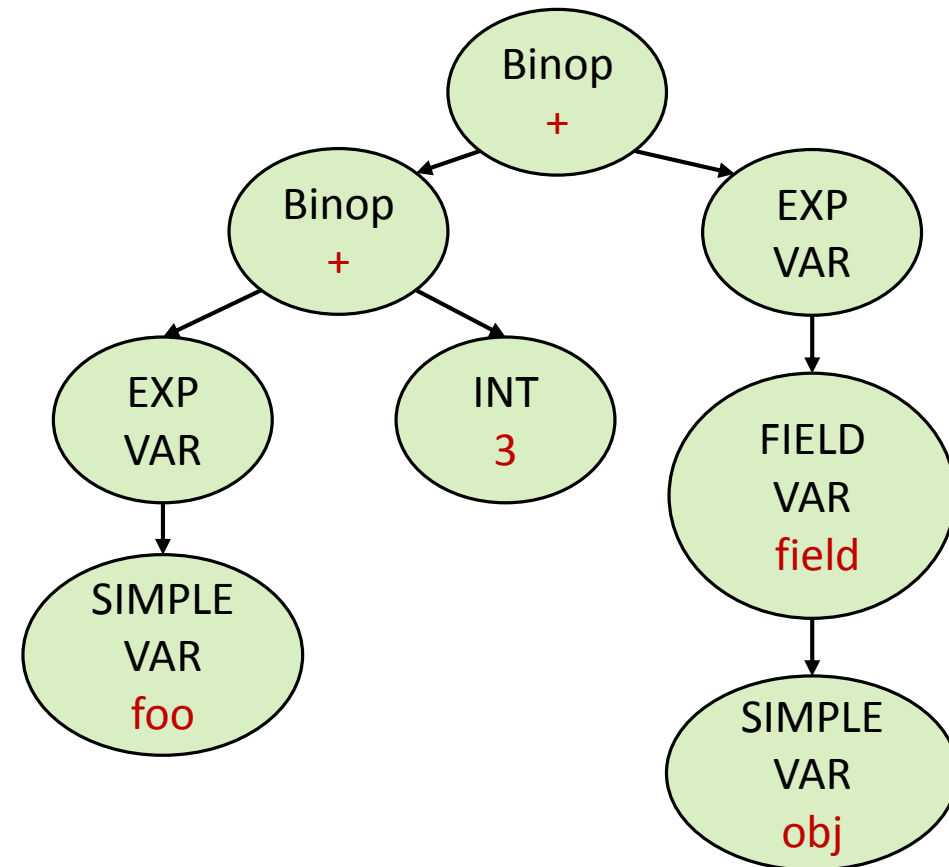 Binop
+
Binop
+
EXP
VAR
EXP
VAR
INT
3
FIELD
VAR
field
SIMPLE
VAR
foo
SIMPLE
VAR
obj